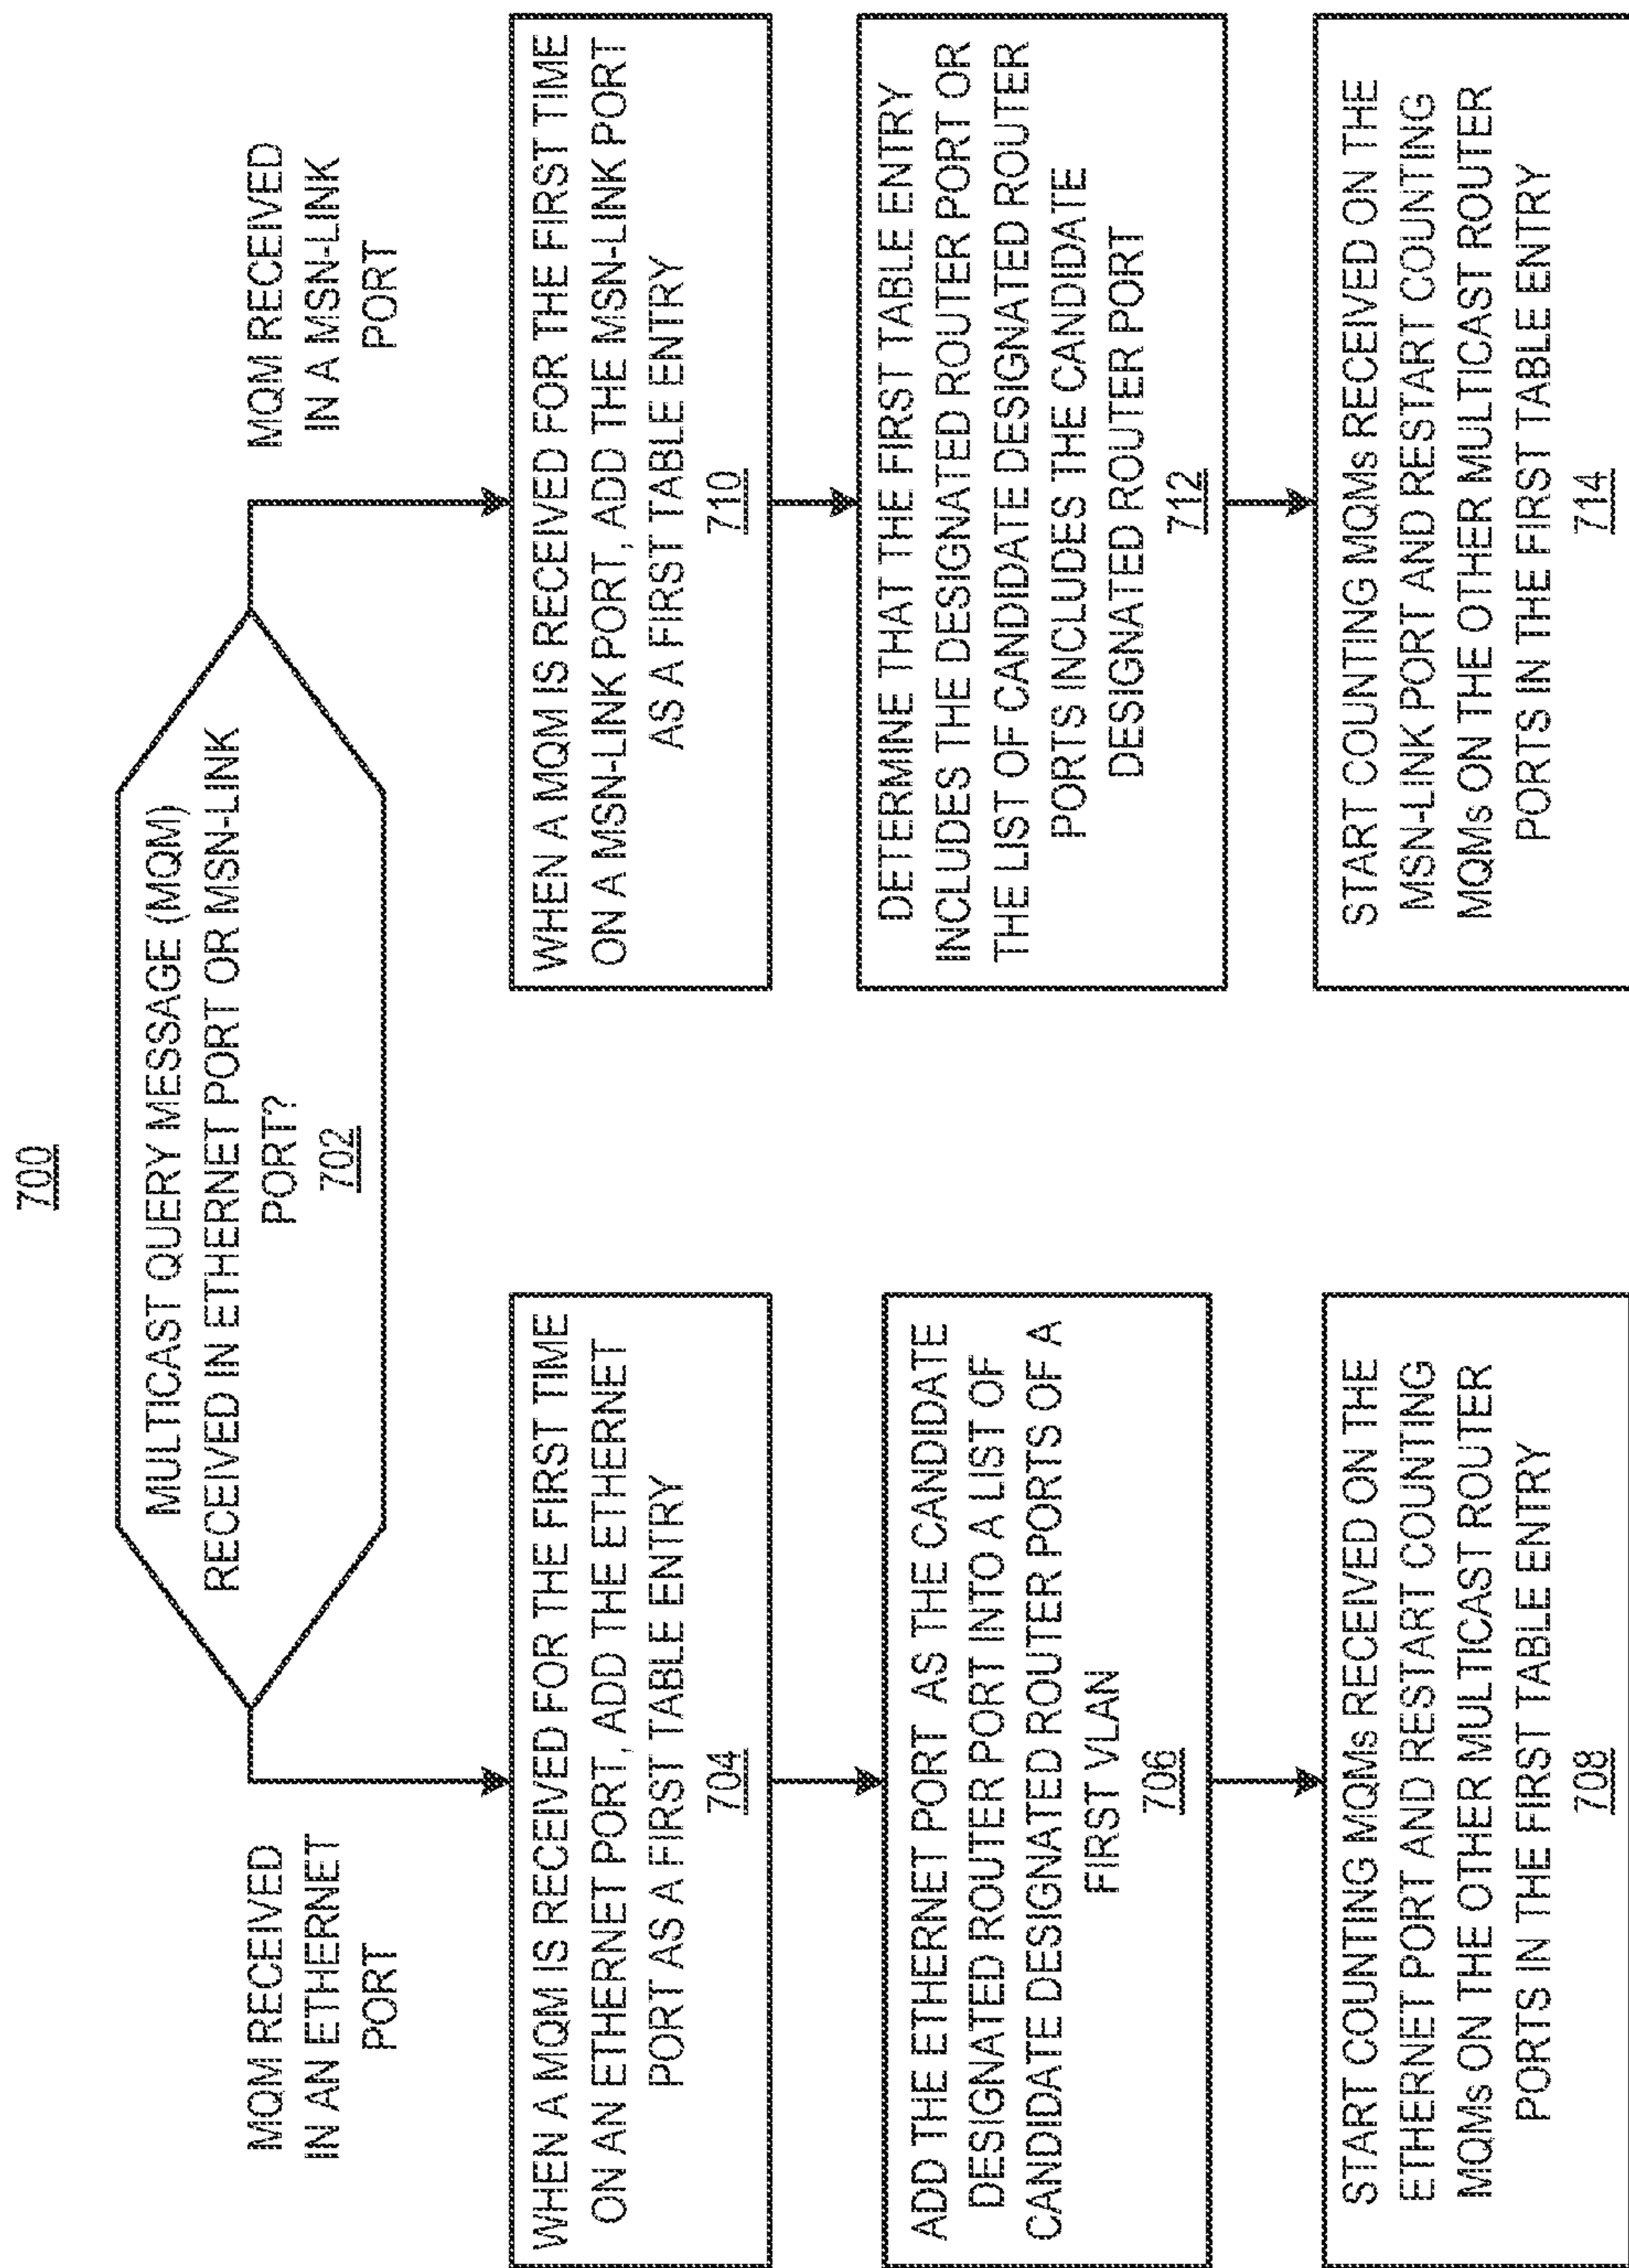 700
MULTICAST QUERY MESSAGE (MQM)
RECEIVED IN ETHERNET PORT OR MSN-LINK
PORT?
702
MQM RECEIVED
IN AN ETHERNET
PORT
WHEN A MQM IS RECEIVED FOR THE FIRST TIME
ON AN ETHERNET PORT, ADD THE ETHERNET
PORT AS A FIRST TABLE ENTRY
704
ADD THE ETHERNET PORT AS THE CANDIDATE
DESIGNATED ROUTER PORT INTO A LIST OF
CANDIDATE DESIGNATED ROUTER PORTS OF A
FIRST VLAN
706
START COUNTING MQMs RECEIVED ON THE
ETHERNET PORT AND RESTART COUNTING
MQMs ON THE OTHER MULTICAST ROUTER
PORTS IN THE FIRST TABLE ENTRY
708
MQM RECEIVED
IN A MSN-LINK
PORT
WHEN A MQM IS RECEIVED FOR THE FIRST TIME
ON A MSN-LINK PORT, ADD THE MSN-LINK PORT
AS A FIRST TABLE ENTRY
710
DETERMINE THAT THE FIRST TABLE ENTRY
INCLUDES THE DESIGNATED ROUTER PORT OR
THE LIST OF CANDIDATE DESIGNATED ROUTER
PORTS INCLUDES THE CANDIDATE
DESIGNATED ROUTER PORT
712
START COUNTING MQMs RECEIVED ON THE
MSN-LINK PORT AND RESTART COUNTING
MQMs ON THE OTHER MULTICAST ROUTER
PORTS IN THE FIRST TABLE ENTRY
714